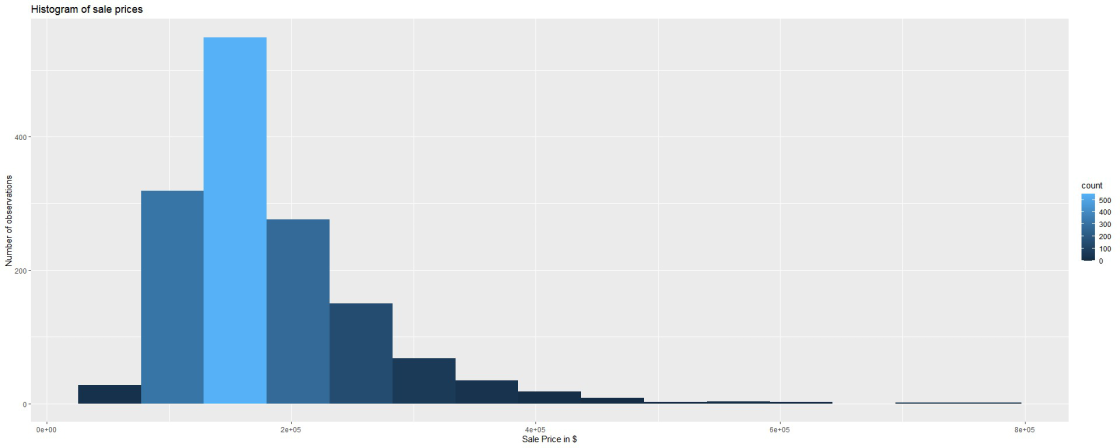 Histogram of sale prices
Number of observations
400
200
0
0e+00 2e+05 4e+05 6e+05 8e+05
Sale Price in $
count
500
400
300
200
100
0